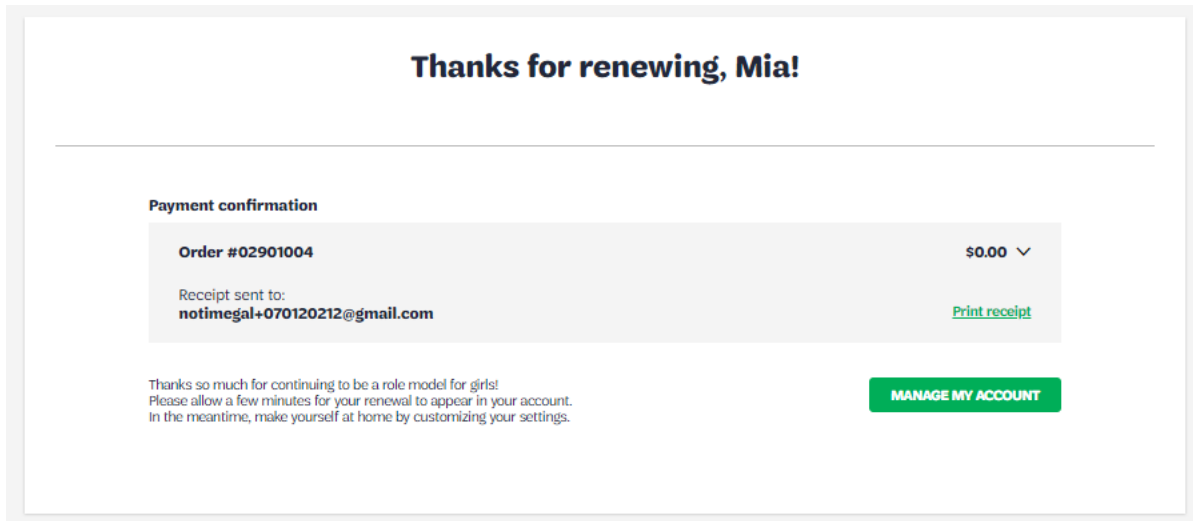 Thanks for renewing, Mia!
Payment confirmation
Order #02901004 $0.00
Receipt sent to:
notimegal+070120212@gmail.com Print receipt
Thanks so much for continuing to be a role model for girls!
Please allow a few minutes for your renewal to appear in your account.
In the meantime, make yourself at home by customizing your settings.
MANAGE MY ACCOUNT